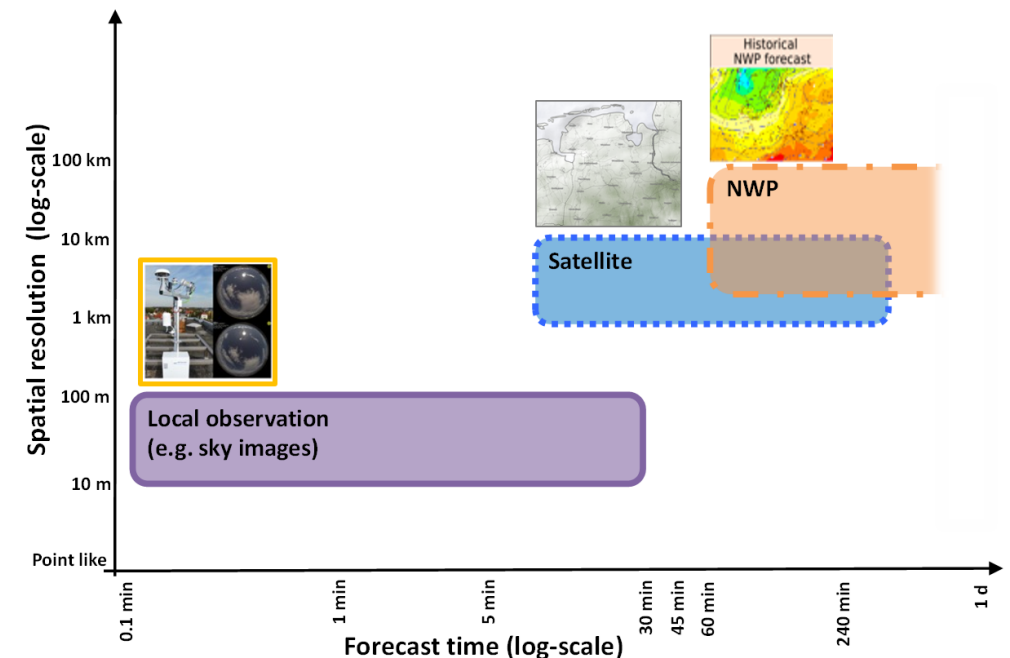 Historical
NWP forecast
100 km
NWP
10 km
Satellite
1 km
100 m
Local observation
(e.g. sky images)
10 m
Point like
Spatial resolution (log-scale)
0.1 min
1 min
5 min
30 min
45 min
60 min
240 min
1 d
Forecast time (log-scale)